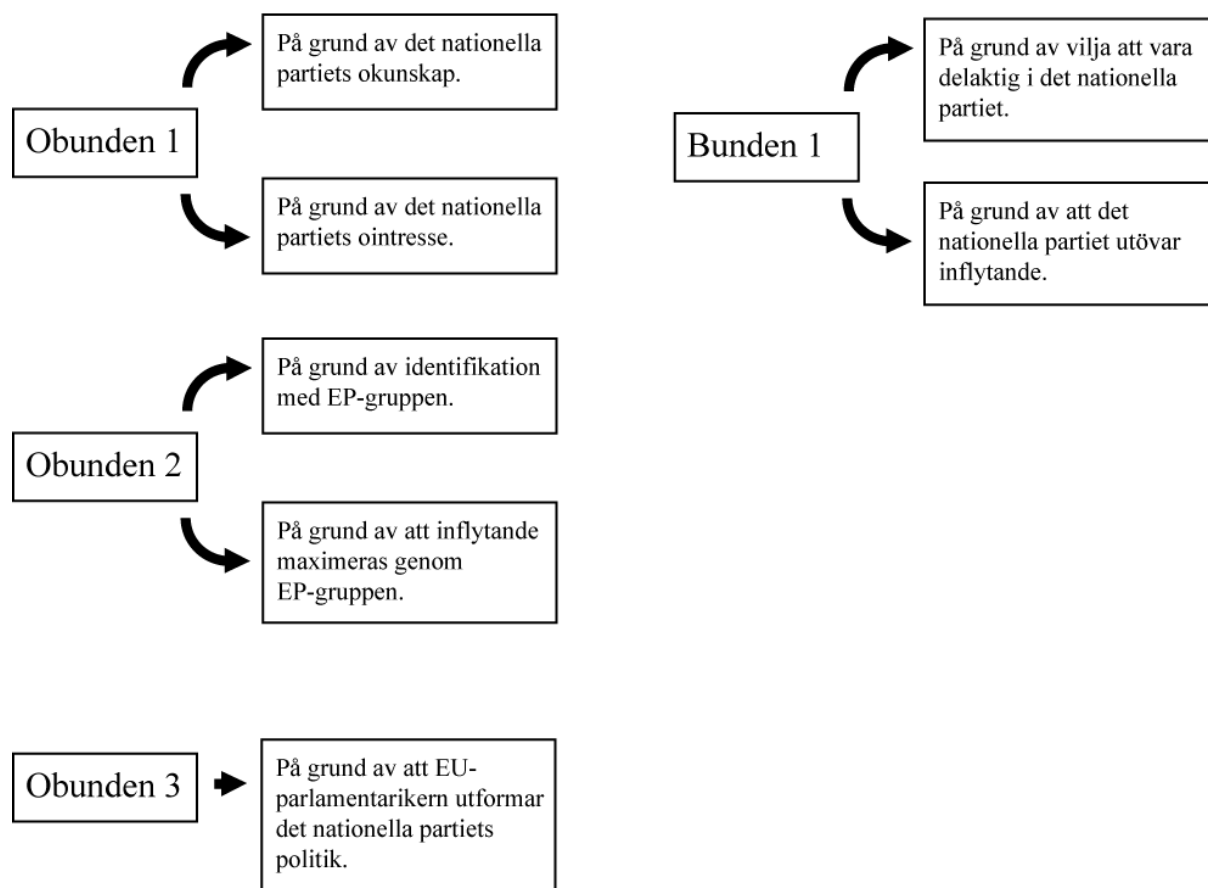 Obunden 1
På grund av det nationella
partiets okunskap.
På grund av det nationella
partiets ointresse.
Bunden 1
På grund av vilja att vara
delaktig i det nationella
partiet.
På grund av att det
nationella partiet utövar
inflytande.
Obunden 2
På grund av identifikation
med EP-gruppen.
På grund av att inflytande
maximeras genom
EP-gruppen.
Obunden 3
På grund av att EU-
parlamentarikern utformar
det nationella partiets
politik.